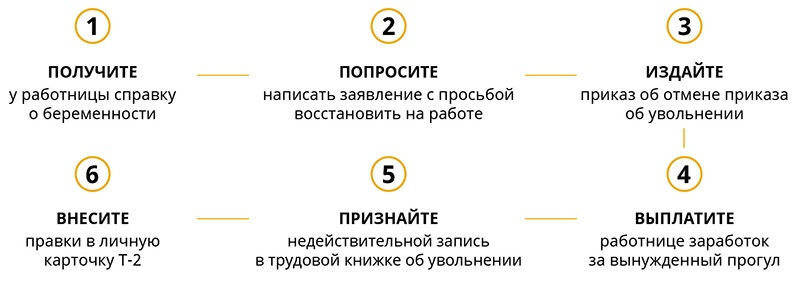 1
ПОЛУЧИТЕ
у работницы справку
о беременности
2
ПОПРОСИТЕ
написать заявление с просьбой
восстановить на работе
3
ИЗДАЙТЕ
приказ об отмене приказа
об увольнении
4
ВЫПЛАТИТЕ
работнице заработок
за вынужденный прогул
5
ПРИЗНАЙТЕ
недействительной запись
в трудовой книжке об увольнении
6
ВНЕСИТЕ
правки в личную
карточку Т-2